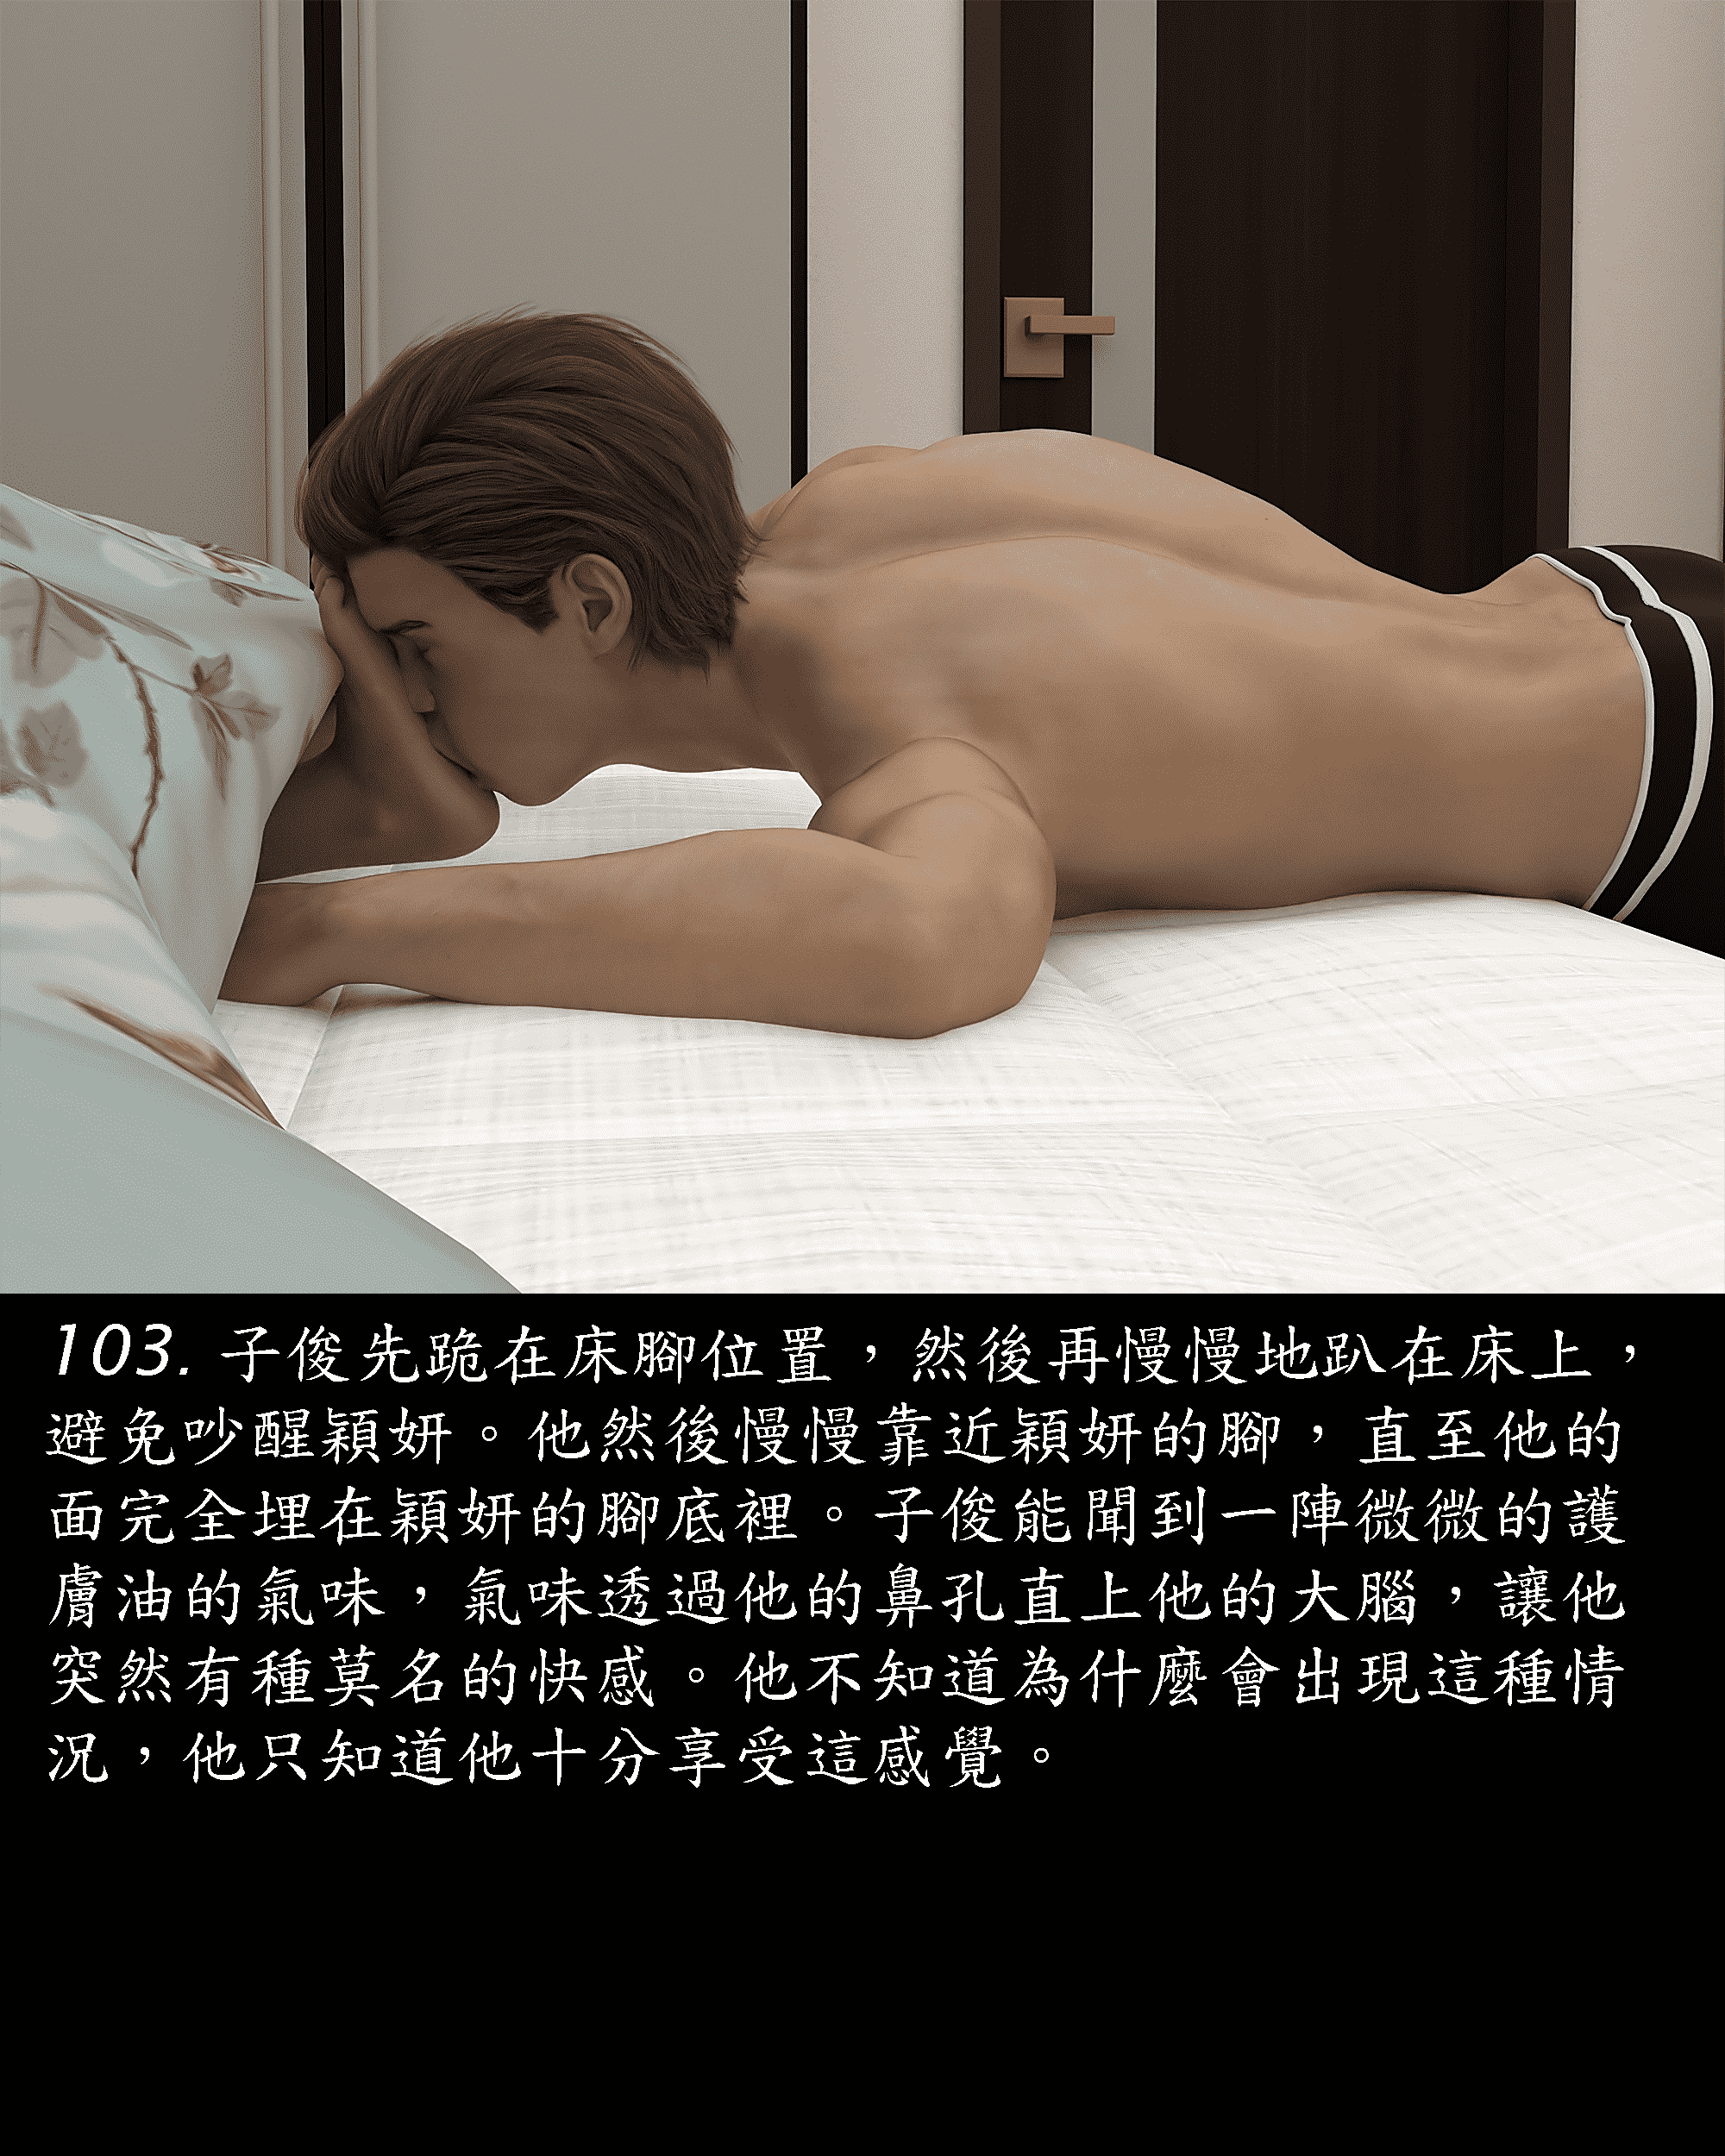 103. 子俊先跪在床腳位置，然後再慢慢地趴在床上，
避免吵醒穎妍。他然後慢慢靠近穎妍的腳，直至他的
面完全埋在穎妍的腳底裡。子俊能聞到一陣微微的護
膚油的氣味，氣味透過他的鼻孔直上他的大腦，讓他
突然有種莫名的快感。他不知道為什麼會出現這種情
況，他只知道他十分享受這感覺。